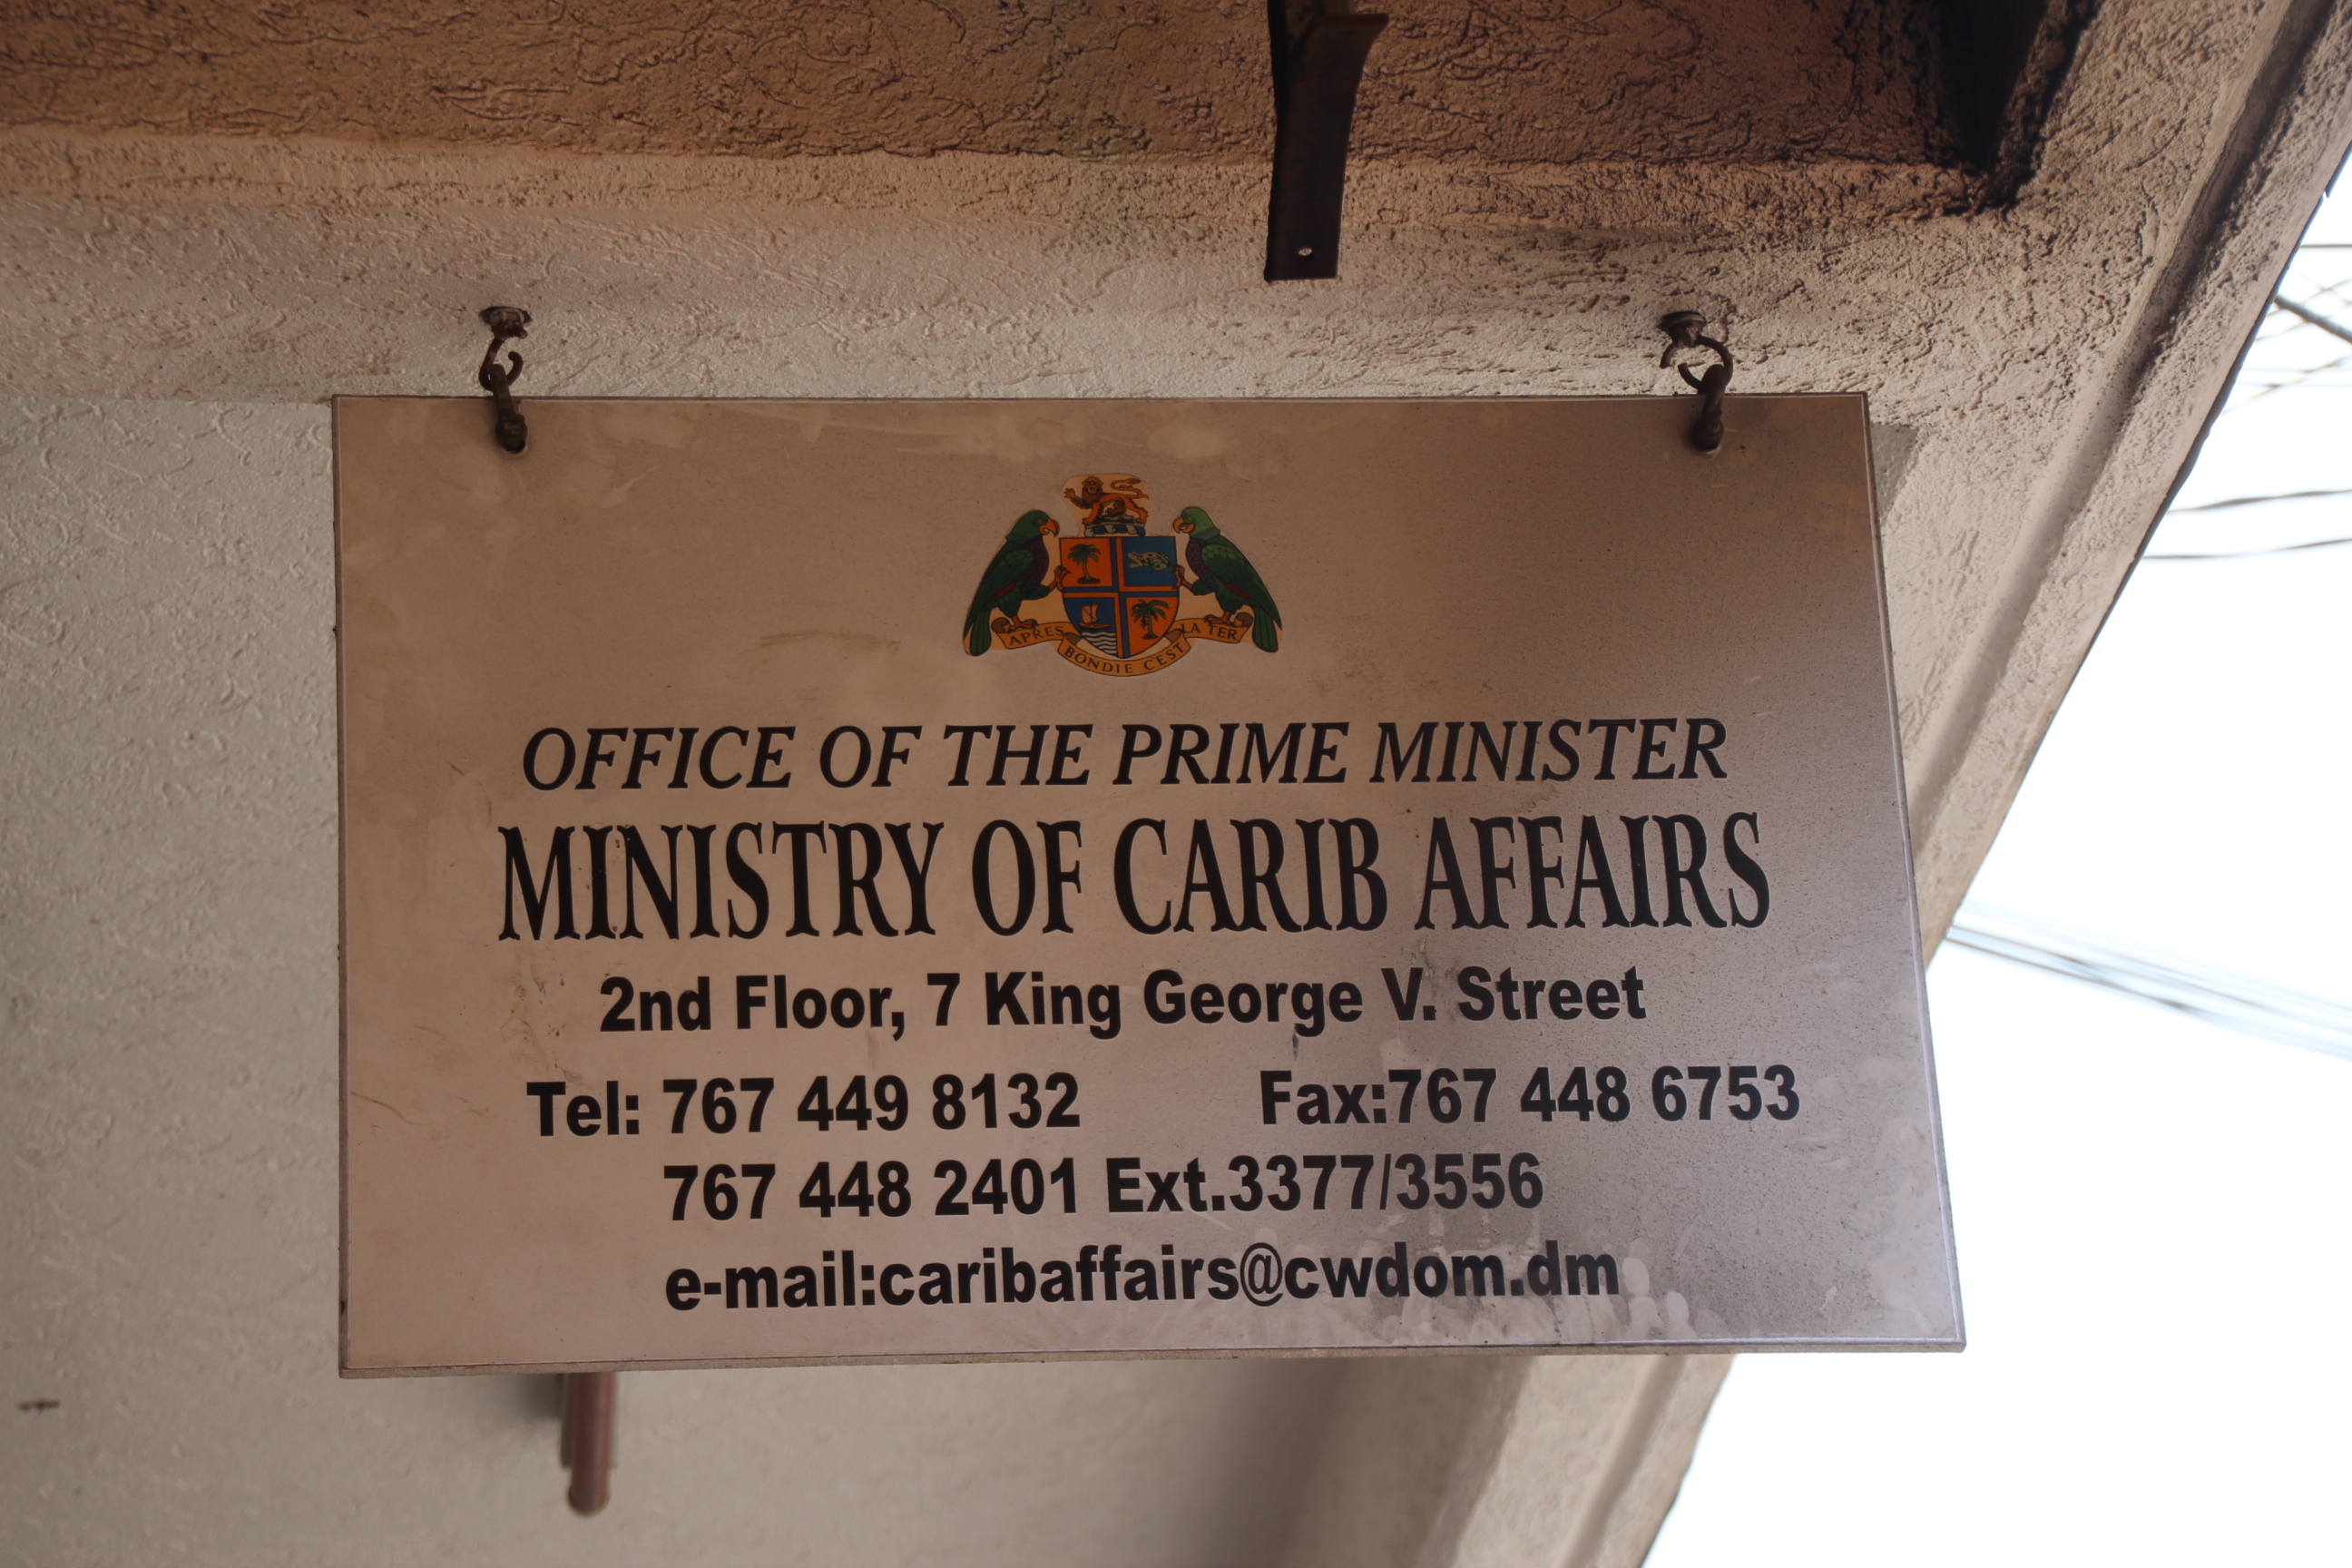 APRES BONDIE CEST LA TER
OFFICE OF THE PRIME MINISTER
MINISTRY OF CARIB AFFAIRS
2nd Floor, 7 King George V. Street
Tel: 767 449 8132 Fax:767 448 6753
767 448 2401 Ext.3377/3556
e-mail:caribaffairs@cwdom.dm